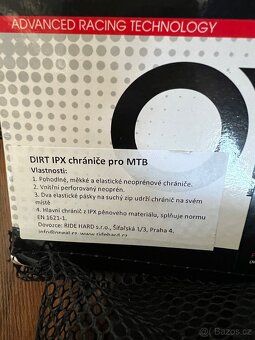 ADVANCED RACING TECHNOLOGY
DIRT IPX chrániče pro MTB
Vlastnosti:
1. Pohodlné, měkké a elastické neoprénové chrániče.
2. Vnitřní perforovaný neoprén.
3. Dva elastické pásky na suchý zip udrží chránič na svém
místě
4. Hlavní chránič z IPX pěnového materiálu, splňuje normu
EN 1621-1.
Dovozce: RIDE HARD s.r.o., Šífařská 1/3, Praha 4.